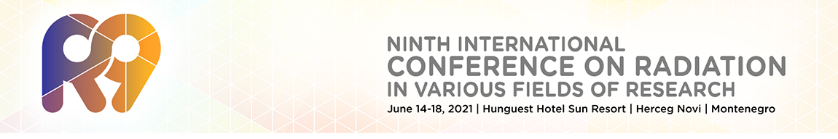 R9
NINTH INTERNATIONAL
CONFERENCE ON RADIATION
IN VARIOUS FIELDS OF RESEARCH
June 14-18, 2021 | Hunguest Hotel Sun Resort | Herceg Novi | Montenegro